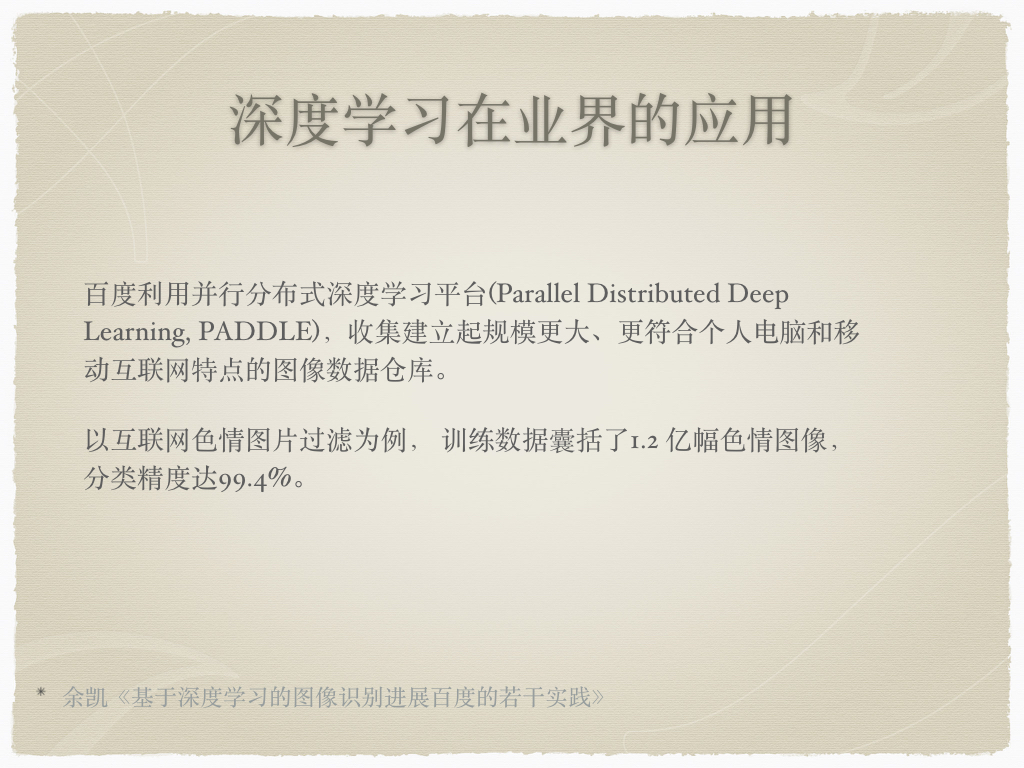 深度学习在业界的应用
百度利用并行分布式深度学习平台(Parallel Distributed Deep
Learning, PADDLE)，收集建立起规模更大、更符合个人电脑和移
动互联网特点的图像数据仓库。
以互联网色情图片过滤为例， 训练数据囊括了1.2 亿幅色情图像，
分类精度达99.4%。
* 余凯《基于深度学习的图像识别进展百度的若干实践》